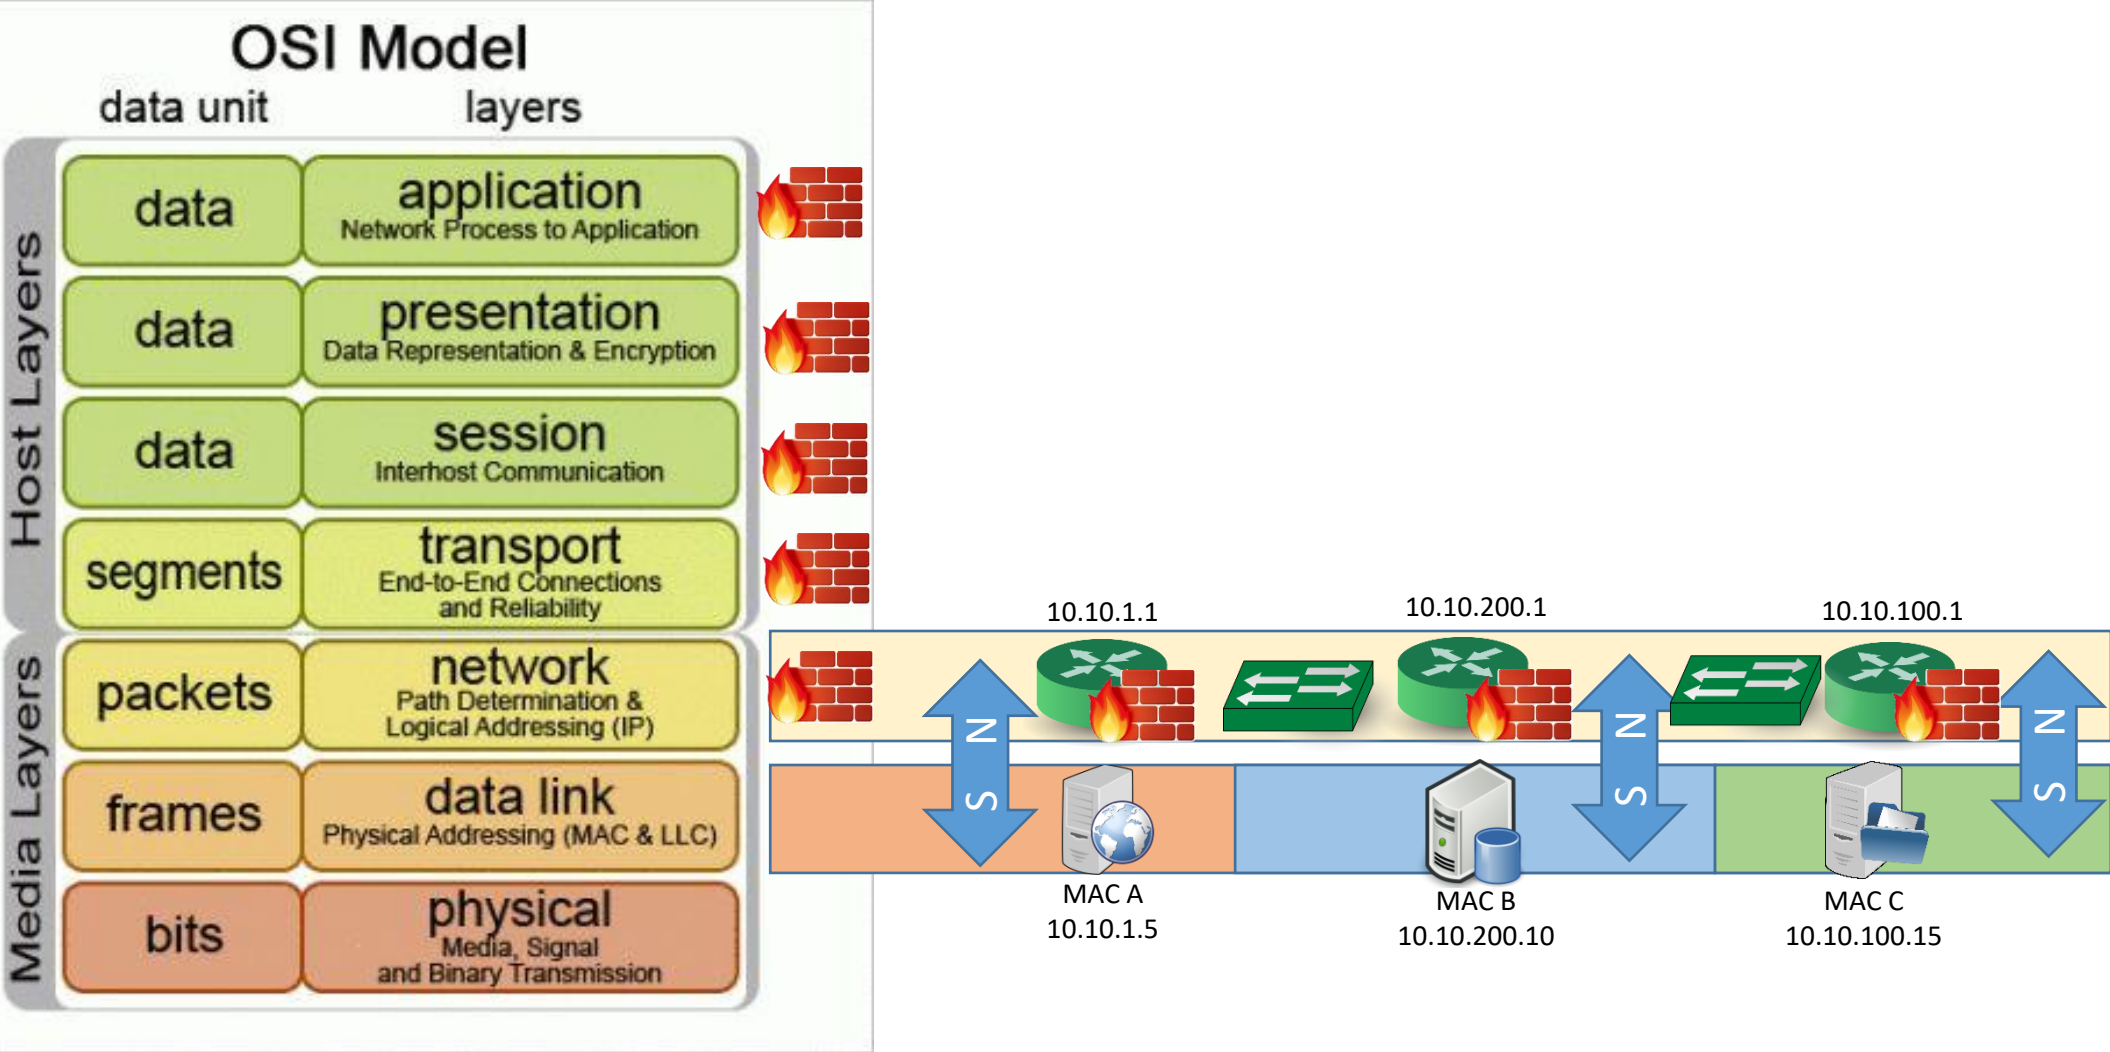 OSI Model
data unit
layers
Host Layers
data
application
Network Process to Application
data
presentation
Data Representation & Encryption
data
session
Interhost Communication
segments
transport
End-to-End Connections
and Reliability
Media Layers
packets
network
Path Determination &
Logical Addressing (IP)
frames
data link
Physical Addressing (MAC & LLC)
bits
physical
Media, Signal
and Binary Transmission
10.10.1.1
10.10.200.1
10.10.100.1
N
S
N
S
N
S
MAC A
10.10.1.5
MAC B
10.10.200.10
MAC C
10.10.100.15